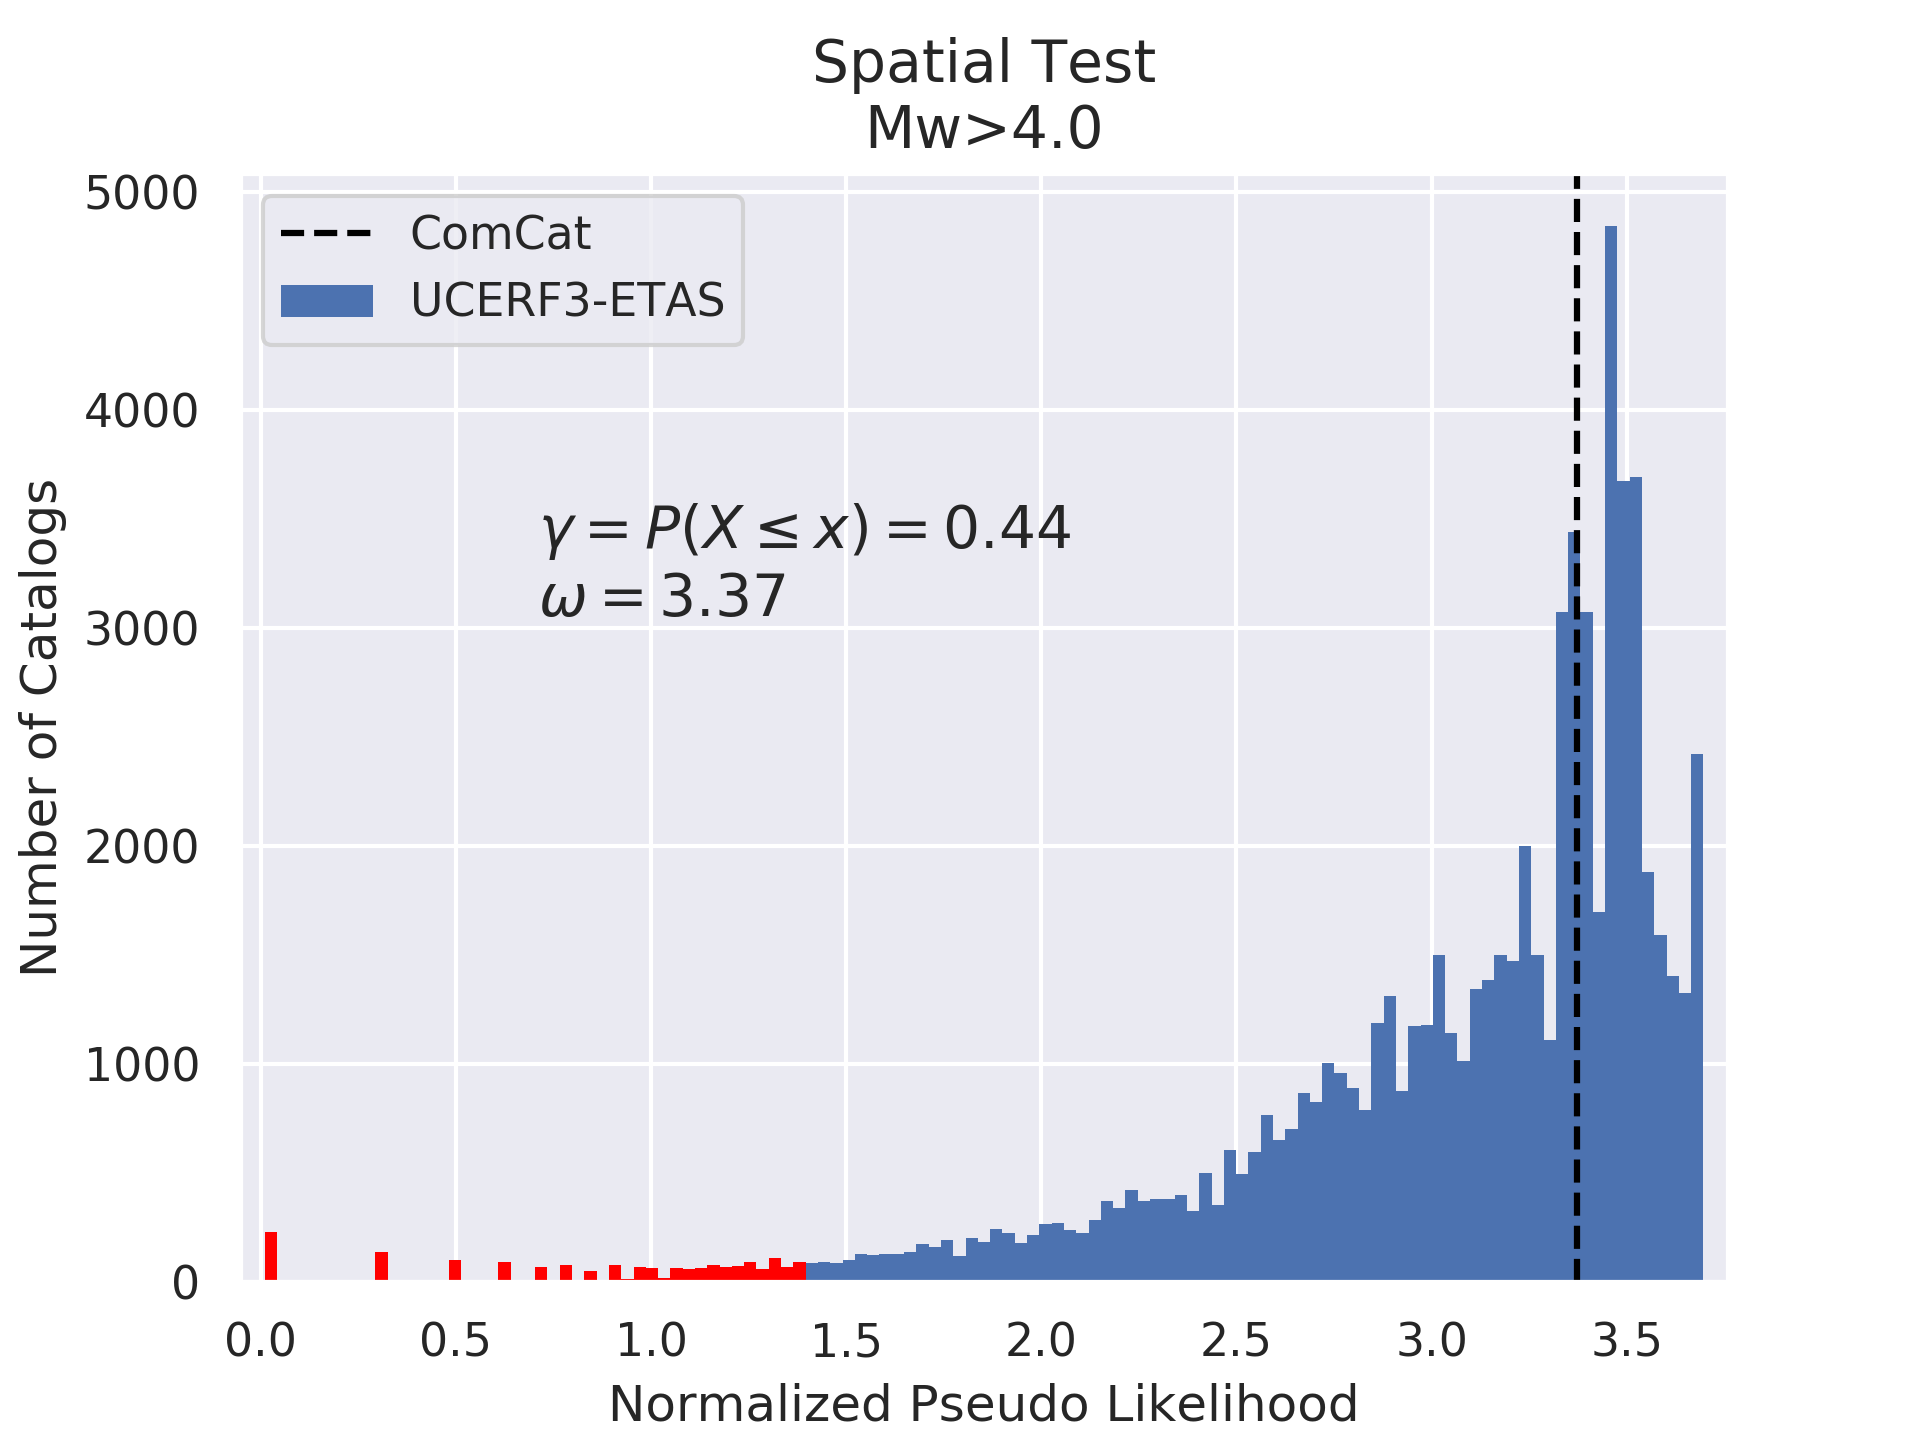 Spatial Test
Mw>4.0
5000
4000
3000
2000
1000
0
Number of Catalogs
ComCat
UCERF3-ETAS
γ = P(X ≤ x) = 0.44
ω = 3.37
0.0 0.5 1.0 1.5 2.0 2.5 3.0 3.5
Normalized Pseudo Likelihood